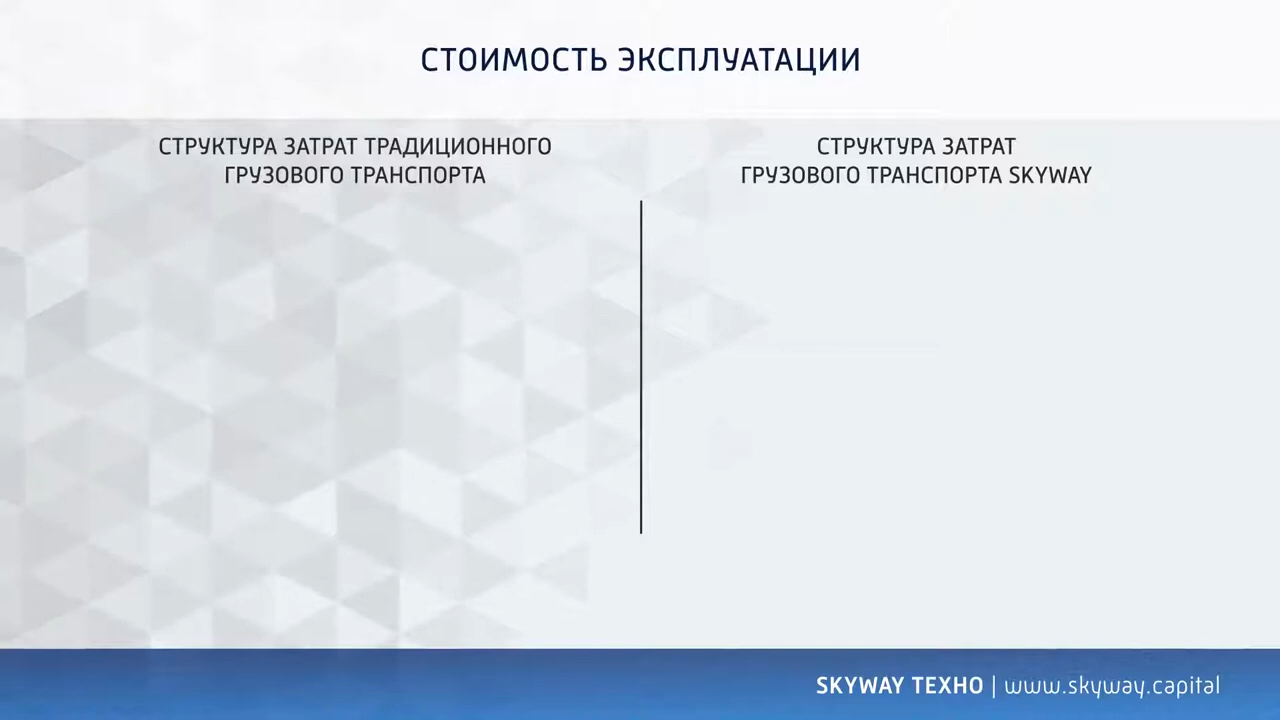 СТОИМОСТЬ ЭКСПЛУАТАЦИИ
СТРУКТУРА ЗАТРАТ ТРАДИЦИОННОГО
ГРУЗОВОГО ТРАНСПОРТА
СТРУКТУРА ЗАТРАТ
ГРУЗОВОГО ТРАНСПОРТА SKYWAY
SKYWAY ТЕХНО | www.skyway.capital